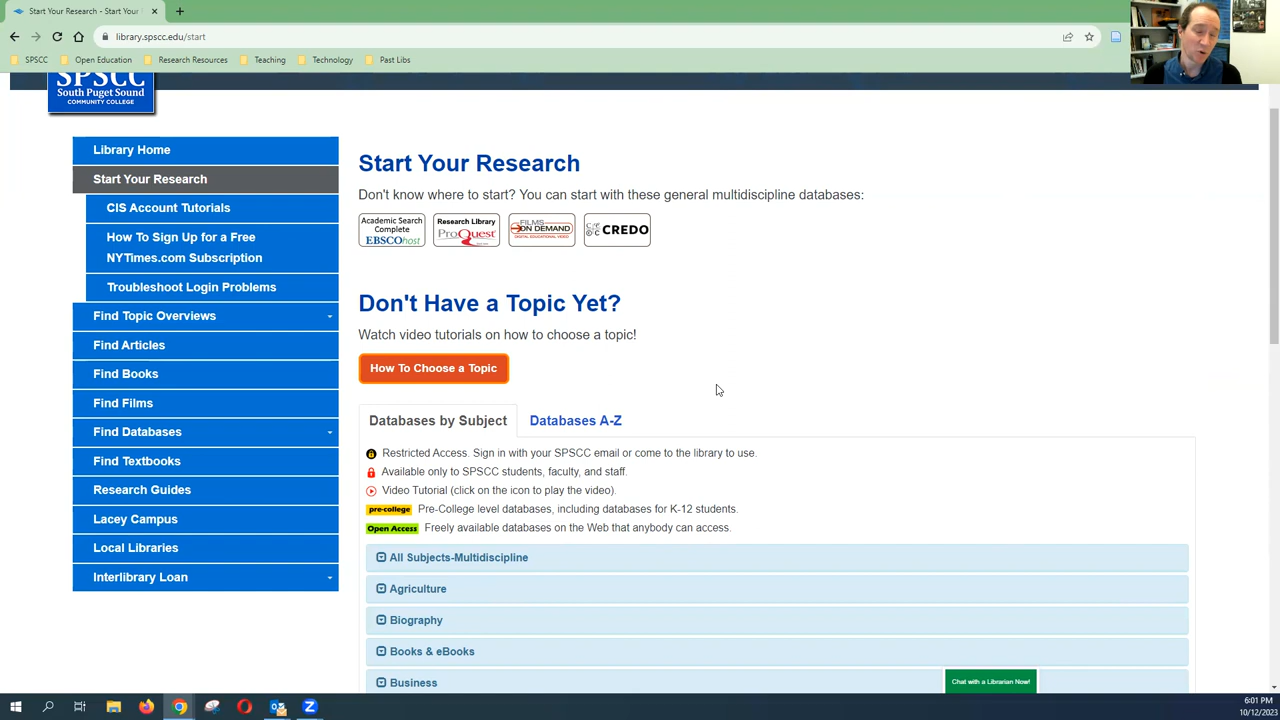 Start Your Research - Start Your
library.spscc.edu/start
SPSCC
Open Education
Research Resources
Teaching
Technology
Past Libs
SPSCC
South Puget Sound
COMMUNITY COLLEGE
Library Home
Start Your Research
CIS Account Tutorials
How To Sign Up for a Free
NYTimes.com Subscription
Troubleshoot Login Problems
Find Topic Overviews
Find Articles
Find Books
Find Films
Find Databases
Find Textbooks
Research Guides
Lacey Campus
Local Libraries
Interlibrary Loan
Start Your Research
Don't know where to start? You can start with these general multidiscipline databases:
Academic Search
Complete
EBSCOhost
Research Library
ProQuest
FILMS
ON DEMAND
DIGITAL EDUCATIONAL VIDEO
CREDO
Don't Have a Topic Yet?
Watch video tutorials on how to choose a topic!
How To Choose a Topic
Databases by Subject
Databases A-Z
Restricted Access. Sign in with your SPSCC email or come to the library to use.
Available only to SPSCC students, faculty, and staff.
Video Tutorial (click on the icon to play the video).
pre-college Pre-College level databases, including databases for K-12 students.
Open Access Freely available databases on the Web that anybody can access.
All Subjects-Multidiscipline
Agriculture
Biography
Books & eBooks
Business
Chat with a Librarian Now!
6:01 PM
10/12/2023